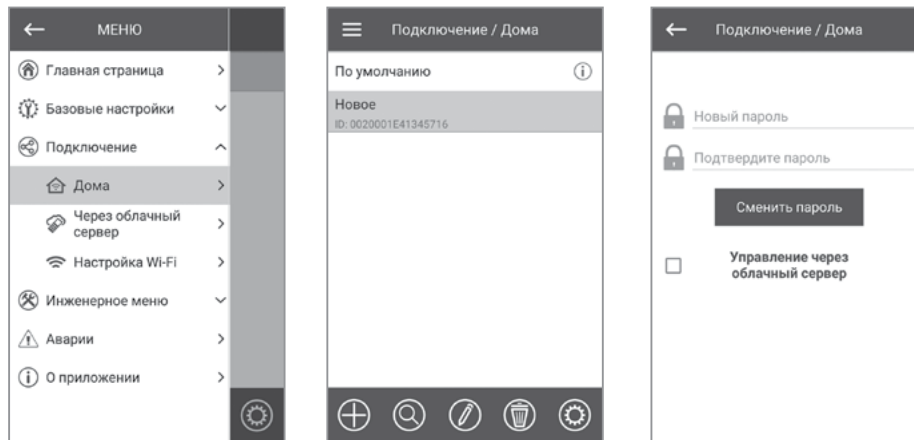 МЕНЮ
Главная страница
Базовые настройки
Подключение
Дома
Через облачный
сервер
Настройка Wi-Fi
Инженерное меню
Аварии
О приложении
Подключение / Дома
По умолчанию
Новое
ID: 0020001E41345716
Подключение / Дома
Новый пароль
Подтвердите пароль
Сменить пароль
Управление через
облачный сервер